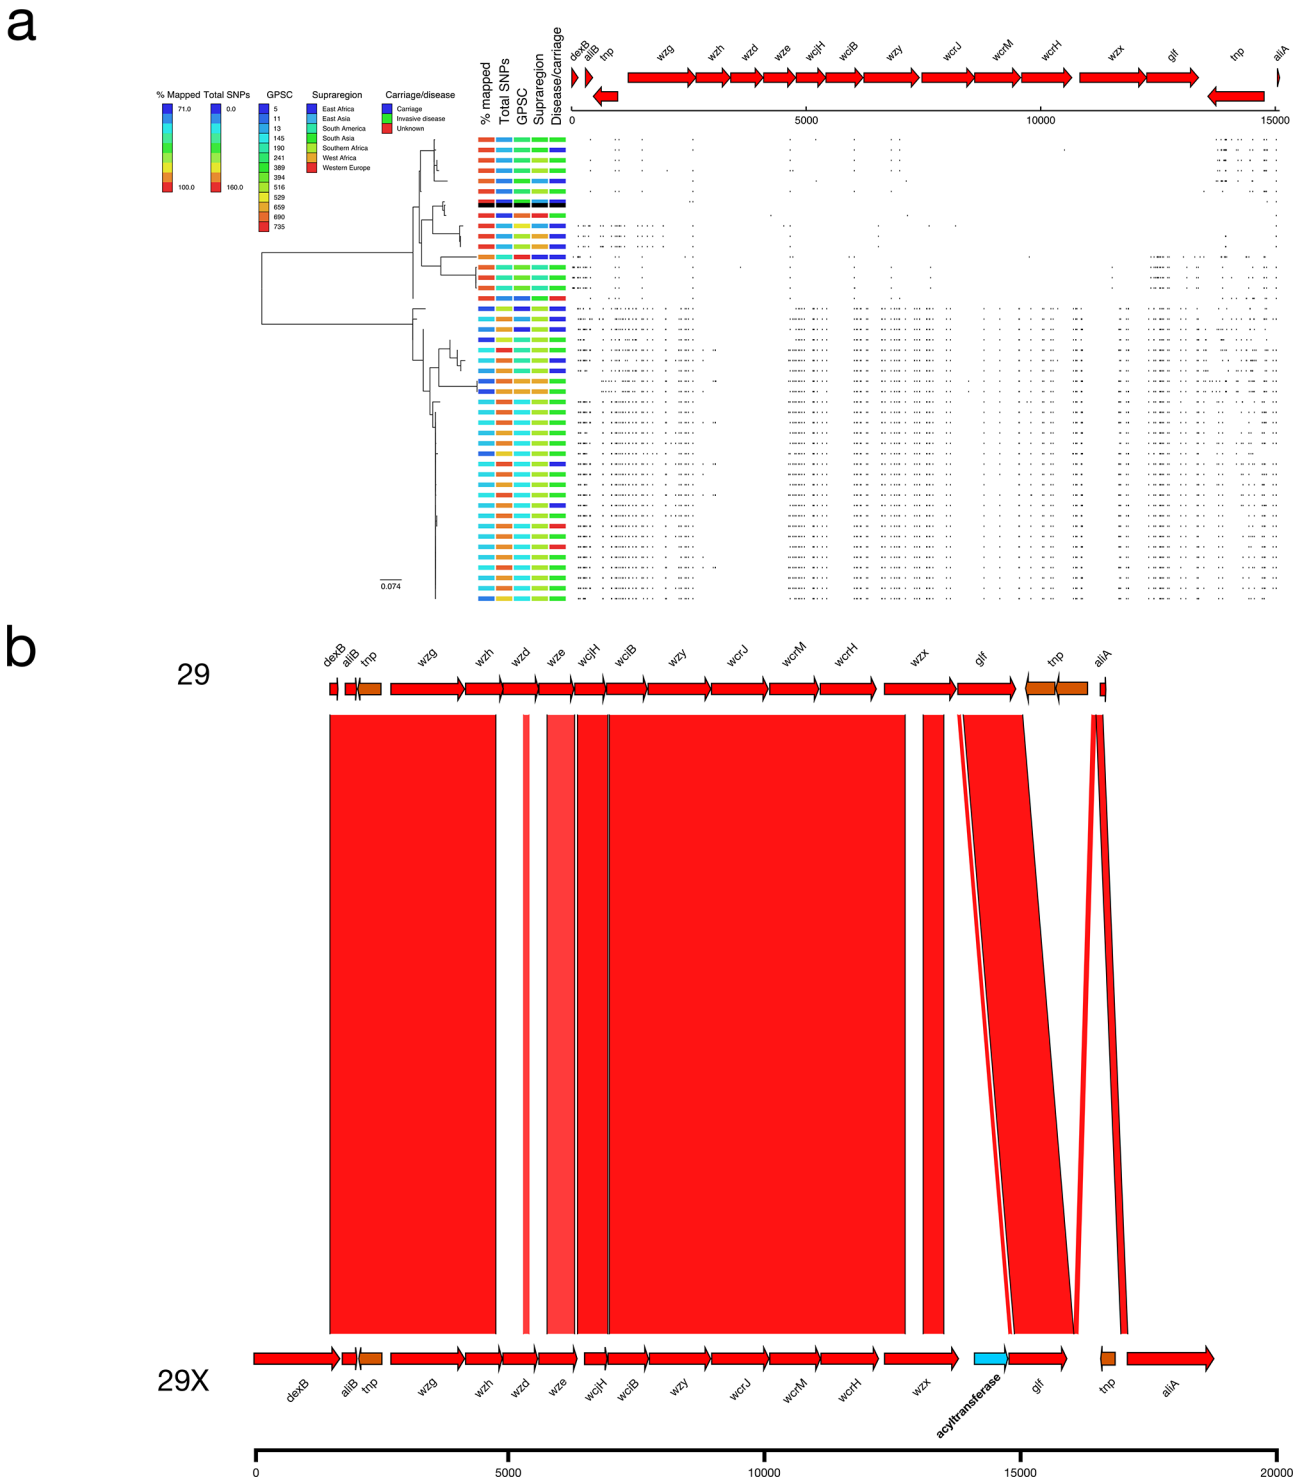 a
dexB aliB tnp wzg wzh wzd wze wcjH wciB wzy wcrJ wcrM wcrH wzx glf tnp aliA
% mapped
Total SNPs
GPSC
Supraregion
Disease/carriage
0 5000 10000 15000
% Mapped Total SNPs GPSC Supraregion Carriage/disease
71.0 0.0 5 East Africa Carriage
11 East Asia Invasive disease
13 South America Unknown
145 South Asia
190 Southern Africa
241 West Africa
389 Western Europe
394
100.0 160.0 516
529
659
690
735
0.074
b
29
dexB aliB tnp wzg wzh wzd wze wcjH wciB wzy wcrJ wcrM wcrH wzx glf tnp aliA
29X
dexB aliB tnp wzg wzh wzd wze wcjH wciB wzy wcrJ wcrM wcrH wzx acyltransferase glf tnp aliA
0 5000 10000 15000 20000